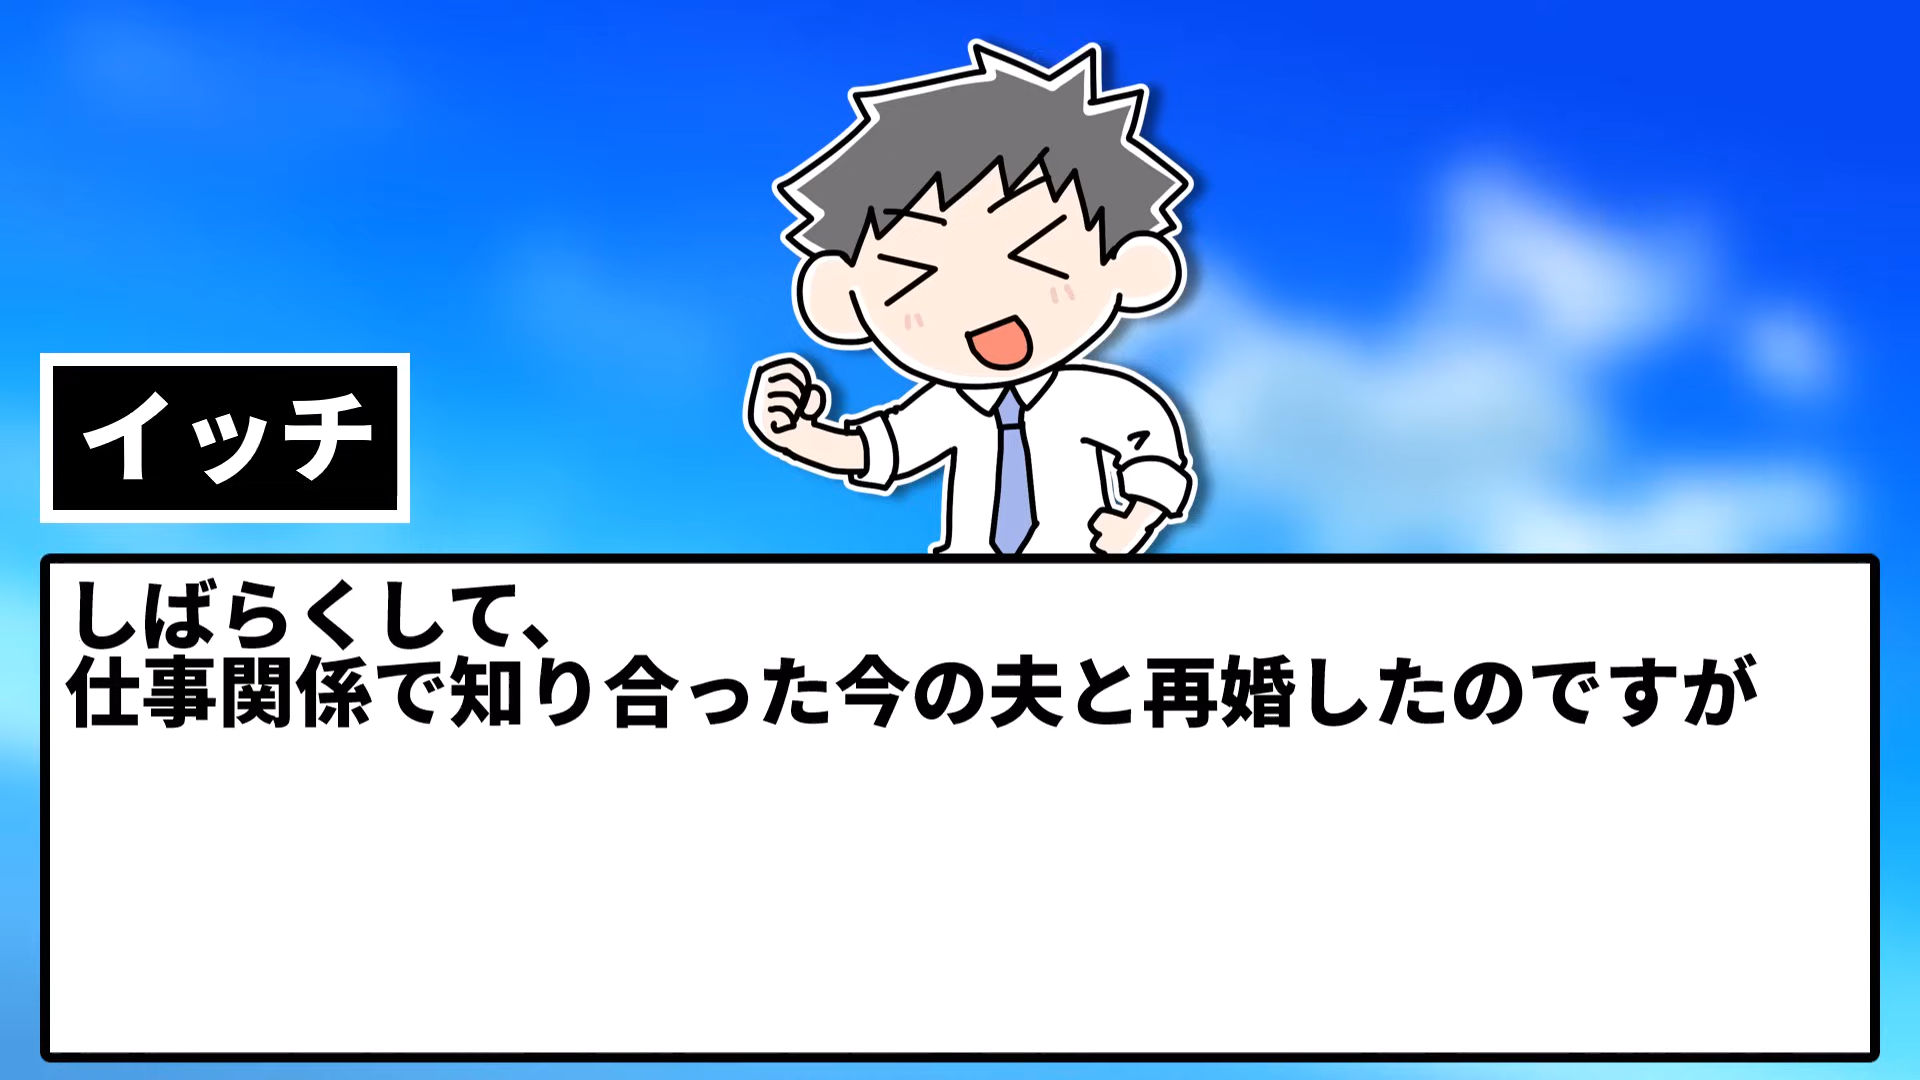 イッチ
しばらくして、
仕事関係で知り合った今の夫と再婚したのですが